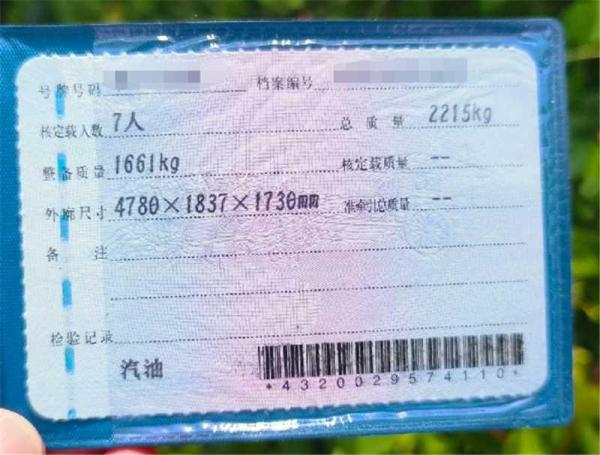 号牌号码 档案编号
核定载人数 7人 总质量 2215kg
整备质量 1661kg 核定载质量 --
外廓尺寸 4780×1837×1730mm 准牵引总质量 --
备注
检验记录
汽油
*4320029574110*